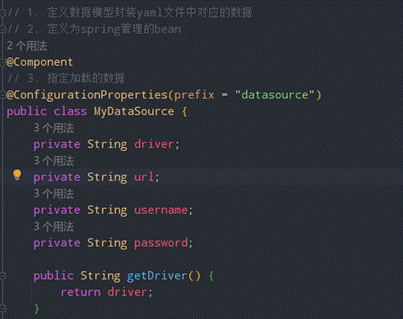 // 1. 定义数据模型封装yaml文件中对应的数据
// 2. 定义为spring管理的bean
2 个用法
@Component
// 3. 指定加载的数据
@ConfigurationProperties(prefix = "datasource")
public class MyDataSource {
3 个用法
private String driver;
3 个用法
private String url;
3 个用法
private String username;
3 个用法
private String password;
public String getDriver() {
return driver;
}